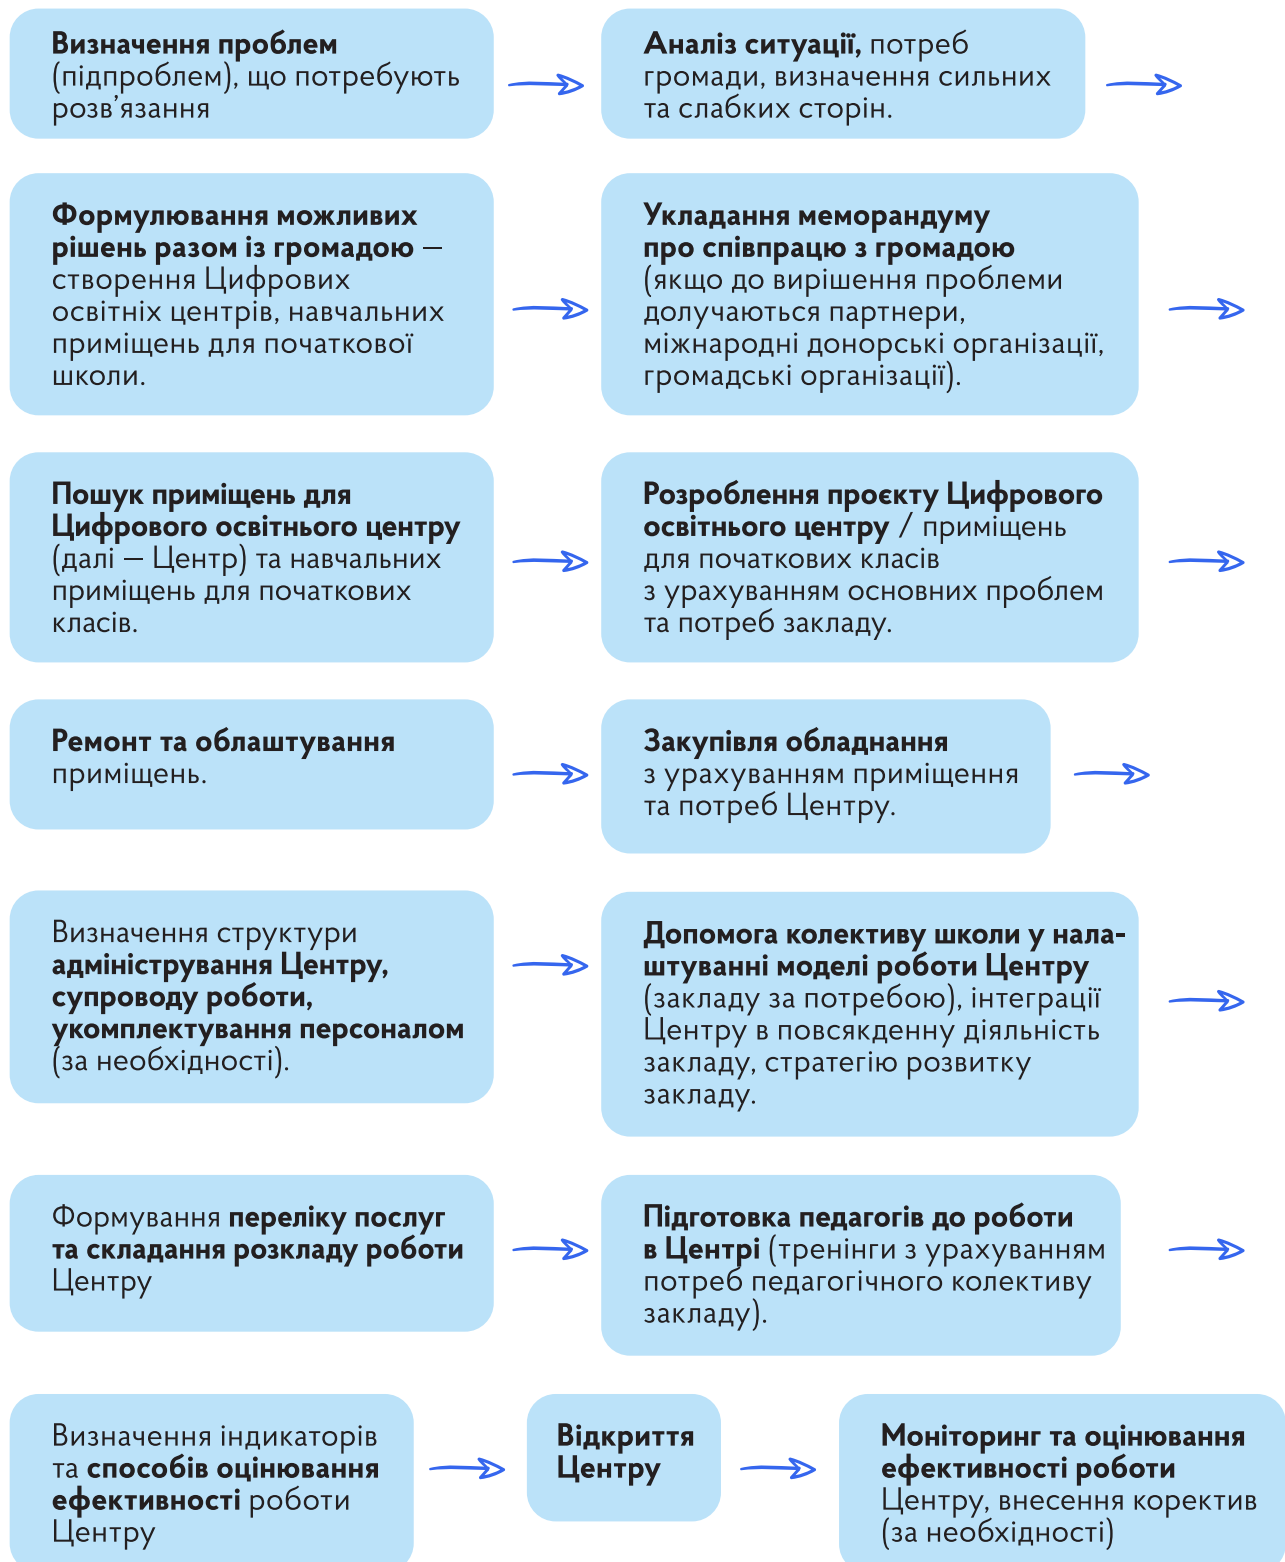 Визначення проблем
(підпроблем), що потребують
розв’язання
Аналіз ситуації, потреб
громади, визначення сильних
та слабких сторін.
Формулювання можливих
рішень разом із громадою —
створення Цифрових
освітніх центрів, навчальних
приміщень для початкової
школи.
Укладання меморандуму
про співпрацю з громадою
(якщо до вирішення проблеми
долучаються партнери,
міжнародні донорські організації,
громадські організації).
Пошук приміщень для
Цифрового освітнього центру
(далі — Центр) та навчальних
приміщень для початкових
класів.
Розроблення проєкту Цифрового
освітнього центру / приміщень
для початкових класів
з урахуванням основних проблем
та потреб закладу.
Ремонт та облаштування
приміщень.
Закупівля обладнання
з урахуванням приміщення
та потреб Центру.
Визначення структури
адміністрування Центру,
супроводу роботи,
укомплектування персоналом
(за необхідності).
Допомога колективу школи у нала-
штуванні моделі роботи Центру
(закладу за потребою), інтеграції
Центру в повсякденну діяльність
закладу, стратегію розвитку
закладу.
Формування переліку послуг
та складання розкладу роботи
Центру
Підготовка педагогів до роботи
в Центрі (тренінги з урахуванням
потреб педагогічного колективу
закладу).
Визначення індикаторів
та способів оцінювання
ефективності роботи
Центру
Відкриття
Центру
Моніторинг та оцінювання
ефективності роботи
Центру, внесення коректив
(за необхідності)